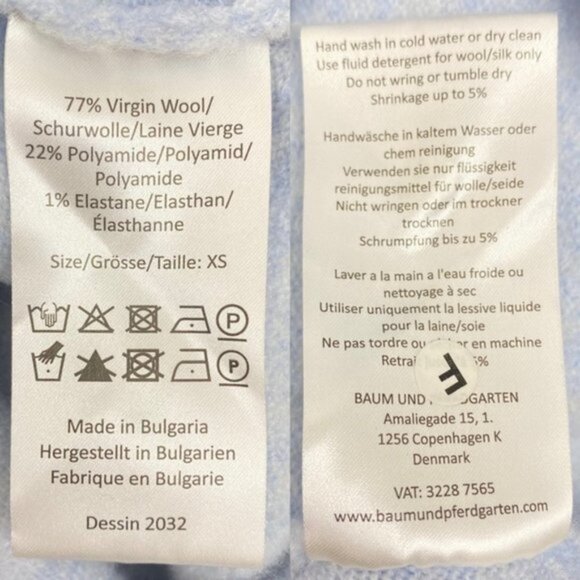 77% Virgin Wool/
Schurwolle/Laine Vierge
22% Polyamide/Polyamid/
Polyamide
1% Elastane/Elasthan/
Élasthanne
Size/Grösse/Taille: XS
P
P
Made in Bulgaria
Hergestellt in Bulgarien
Fabrique en Bulgarie
Dessin 2032
Hand wash in cold water or dry clean
Use fluid detergent for wool/silk only
Do not wring or tumble dry
Shrinkage up to 5%
Handwäsche in kaltem Wasser oder
chem reinigung
Verwenden sie nur flüssigkeit
reinigungsmittel für wolle/seide
Nicht wringen oder im trockner
trocknen
Schrumpfung bis zu 5%
Laver a la main a l'eau froide ou
nettoyage à sec
Utiliser uniquement la lessive liquide
pour la laine/soie
Ne pas tordre ou en machine
5%
F
BAUM UND
Amaliegade 15, 1.
1256 Copenhagen K
Denmark
VAT: 3228 7565
www.baumundpferdgarten.com